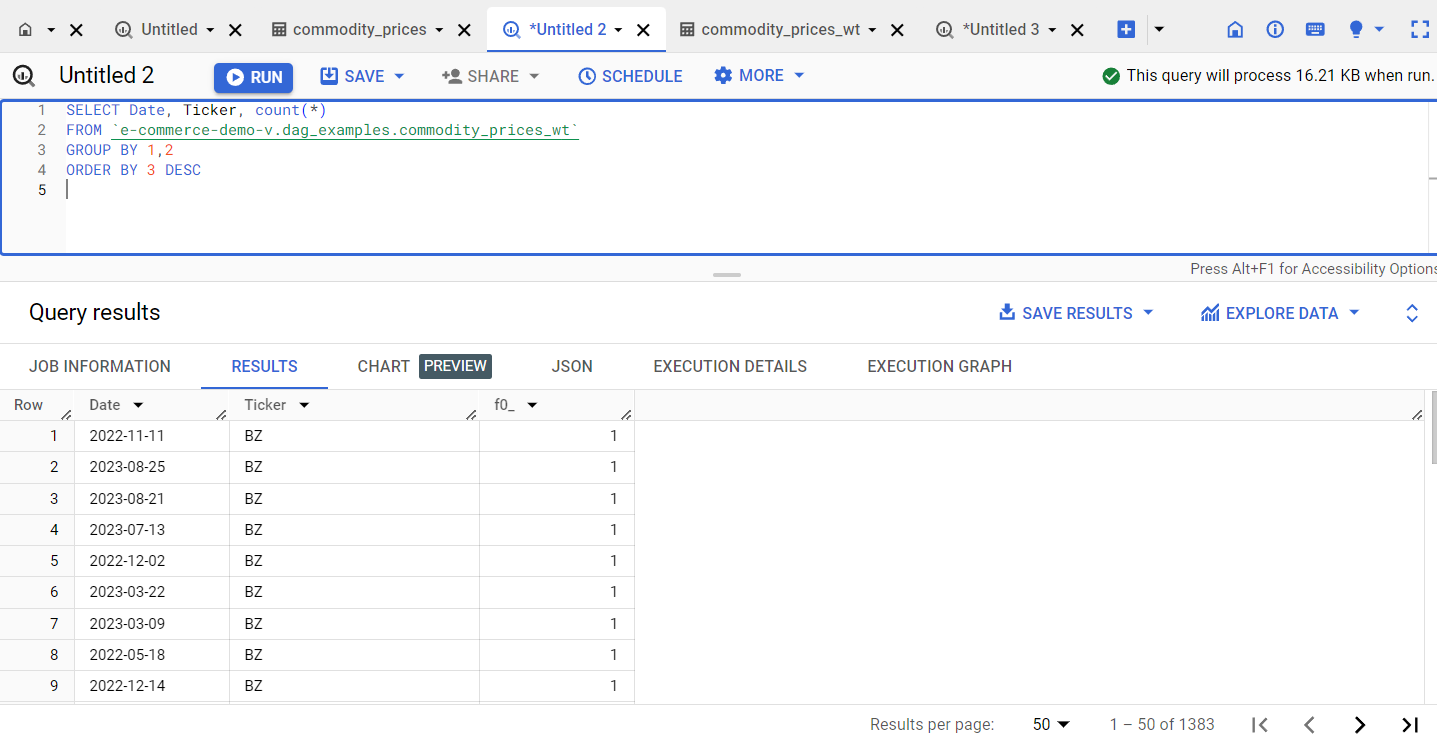 Untitled commodity_prices *Untitled 2 commodity_prices_wt *Untitled 3
Untitled 2 RUN SAVE SHARE SCHEDULE MORE This query will process 16.21 KB when run.
1 SELECT Date, Ticker, count(*)
2 FROM `e-commerce-demo-v.dag_examples.commodity_prices_wt`
3 GROUP BY 1,2
4 ORDER BY 3 DESC
5
Press Alt+F1 for Accessibility Options
Query results SAVE RESULTS EXPLORE DATA
JOB INFORMATION RESULTS CHART PREVIEW JSON EXECUTION DETAILS EXECUTION GRAPH
Row Date Ticker f0_
1 2022-11-11 BZ 1
2 2023-08-25 BZ 1
3 2023-08-21 BZ 1
4 2023-07-13 BZ 1
5 2022-12-02 BZ 1
6 2023-03-22 BZ 1
7 2023-03-09 BZ 1
8 2022-05-18 BZ 1
9 2022-12-14 BZ 1
Results per page: 50 1 – 50 of 1383